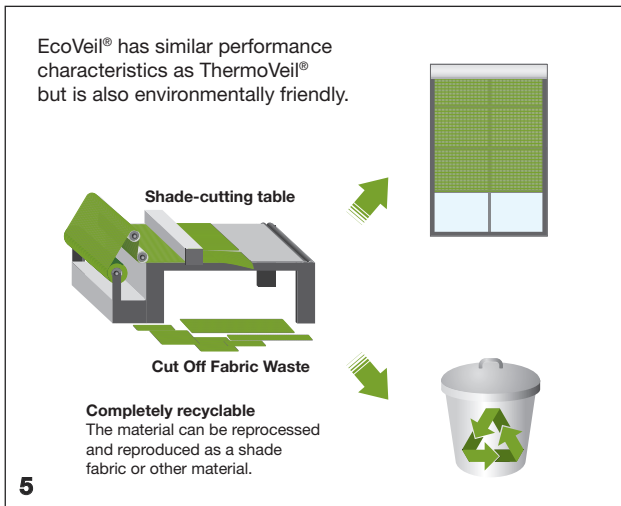 EcoVeil® has similar performance
characteristics as ThermoVeil®
but is also environmentally friendly.
Shade-cutting table
Cut Off Fabric Waste
Completely recyclable
The material can be reprocessed
and reproduced as a shade
fabric or other material.
5